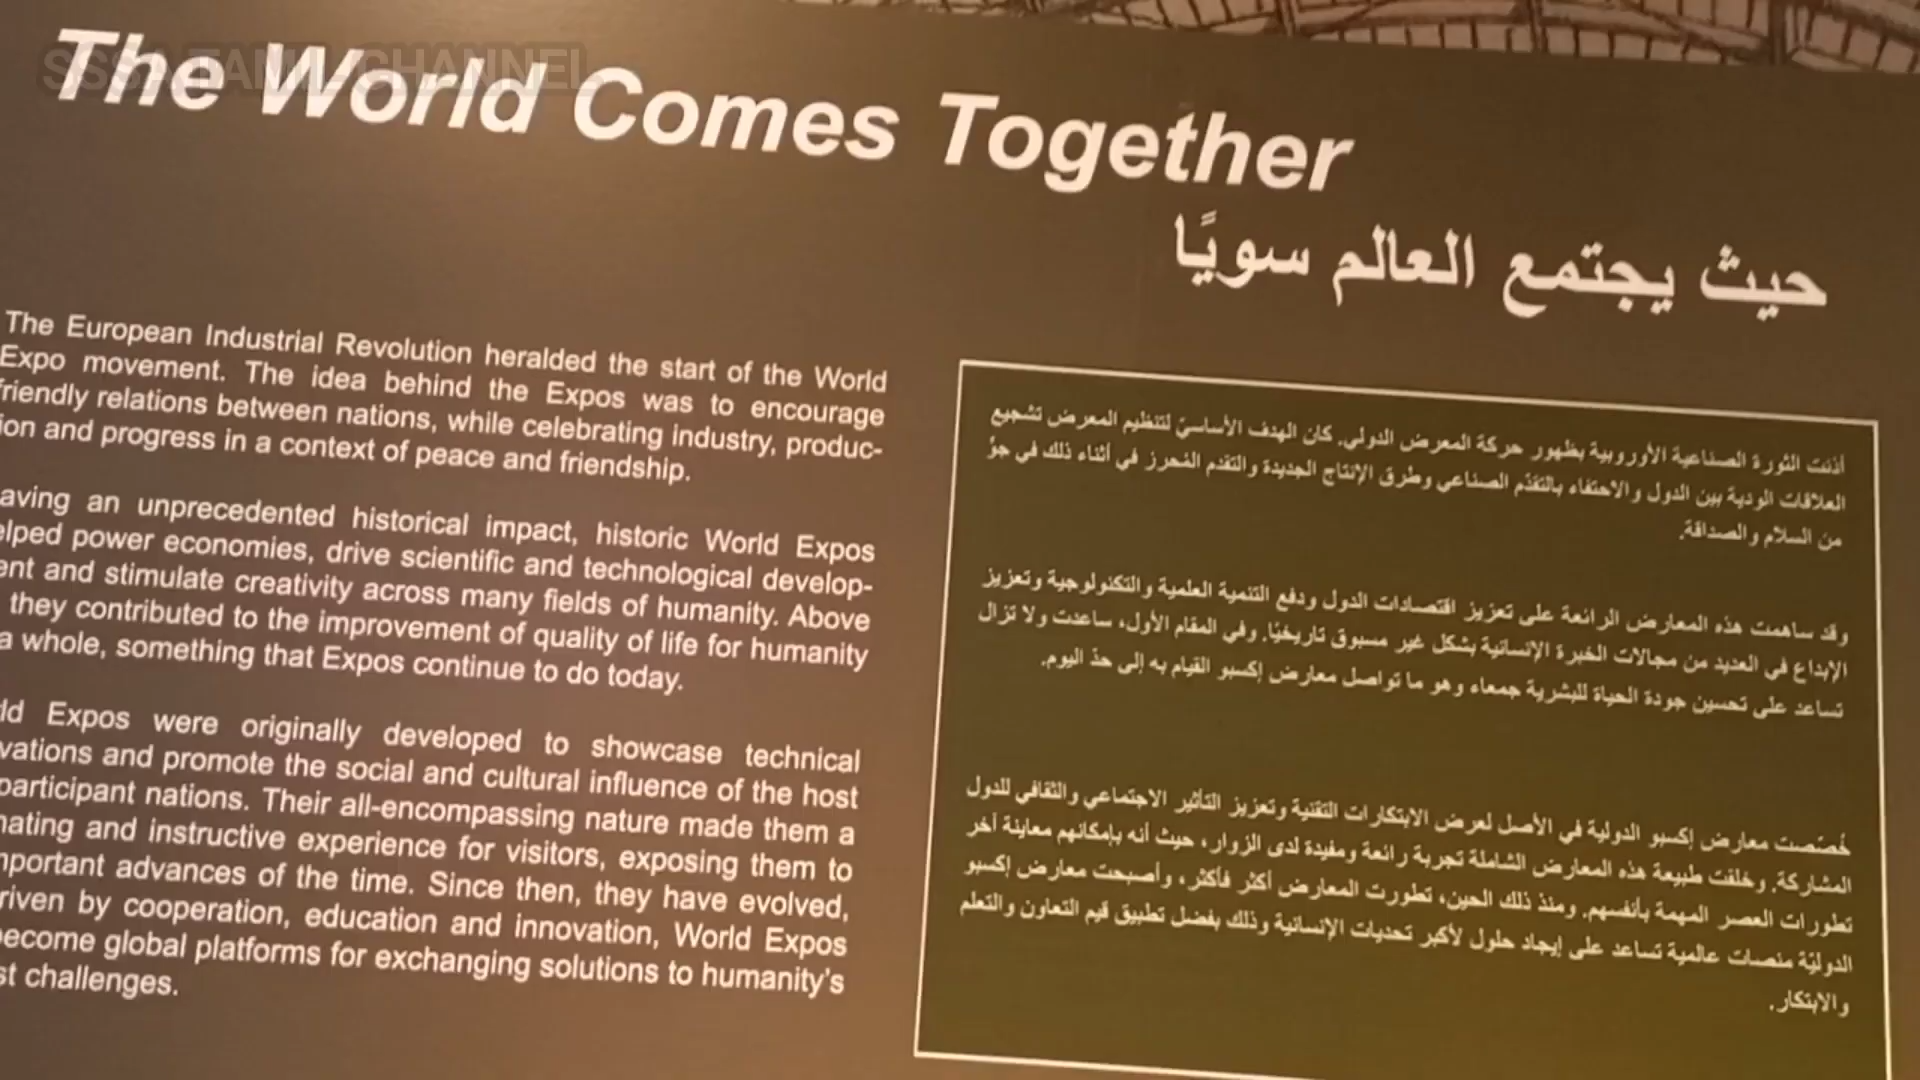 SSSA TAMIL CHANNEL
The World Comes Together
حيث يجتمع العالم سويًا
The European Industrial Revolution heralded the start of the World
Expo movement. The idea behind the Expos was to encourage
friendly relations between nations, while celebrating industry, produc-
ion and progress in a context of peace and friendship.
aving an unprecedented historical impact, historic World Expos
elped power economies, drive scientific and technological develop-
ent and stimulate creativity across many fields of humanity. Above
they contributed to the improvement of quality of life for humanity
a whole, something that Expos continue to do today.
ld Expos were originally developed to showcase technical
vations and promote the social and cultural influence of the host
participant nations. Their all-encompassing nature made them a
nating and instructive experience for visitors, exposing them to
mportant advances of the time. Since then, they have evolved,
riven by cooperation, education and innovation, World Expos
become global platforms for exchanging solutions to humanity's
st challenges.
أذنت الثورة الصناعية الأوروبية بظهور حركة المعرض الدولي. كان الهدف الأساسيّ لتنظيم المعرض تشجيع
العلاقات الودية بين الدول والاحتفاء بالتقدّم الصناعي وطرق الإنتاج الجديدة والتقدم المُحرز في أثناء ذلك في جوٍّ
من السلام والصداقة.
وقد ساهمت هذه المعارض الرائعة على تعزيز اقتصادات الدول ودفع التنمية العلمية والتكنولوجية وتعزيز
الإبداع في العديد من مجالات الخبرة الإنسانية بشكل غير مسبوق تاريخيًا. وفي المقام الأول، ساعدت ولا تزال
تساعد على تحسين جودة الحياة للبشرية جمعاء وهو ما تواصل معارض إكسبو القيام به إلى حدّ اليوم.
خُصّصت معارض إكسبو الدولية في الأصل لعرض الابتكارات التقنية وتعزيز التأثير الاجتماعي والثقافي للدول
المشاركة. وخلقت طبيعة هذه المعارض الشاملة تجربة رائعة ومفيدة لدى الزوار، حيث أنه بإمكانهم معاينة آخر
تطورات العصر المهمة بأنفسهم. ومنذ ذلك الحين، تطورت المعارض أكثر فأكثر، وأصبحت معارض إكسبو
الدوليّة منصات عالمية تساعد على إيجاد حلول لأكبر تحديات الإنسانية وذلك بفضل تطبيق قيم التعاون والتعلم
والابتكار.